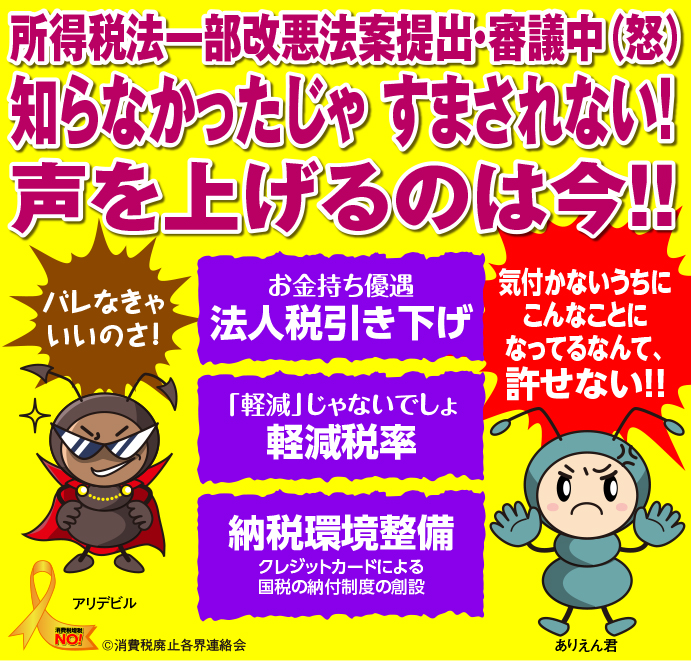 所得税法一部改悪法案提出・審議中（怒）
知らなかったじゃ すまされない！
声を上げるのは今!!
バレなきゃ
いいのさ！
お金持ち優遇
法人税引き下げ
「軽減」じゃないでしょ
軽減税率
納税環境整備
クレジットカードによる
国税の納付制度の創設
気付かないうちに
こんなことに
なってるなんて、
許せない!!
アリデビル
消費税増税
NO!
©消費税廃止各界連絡会
ありえん君